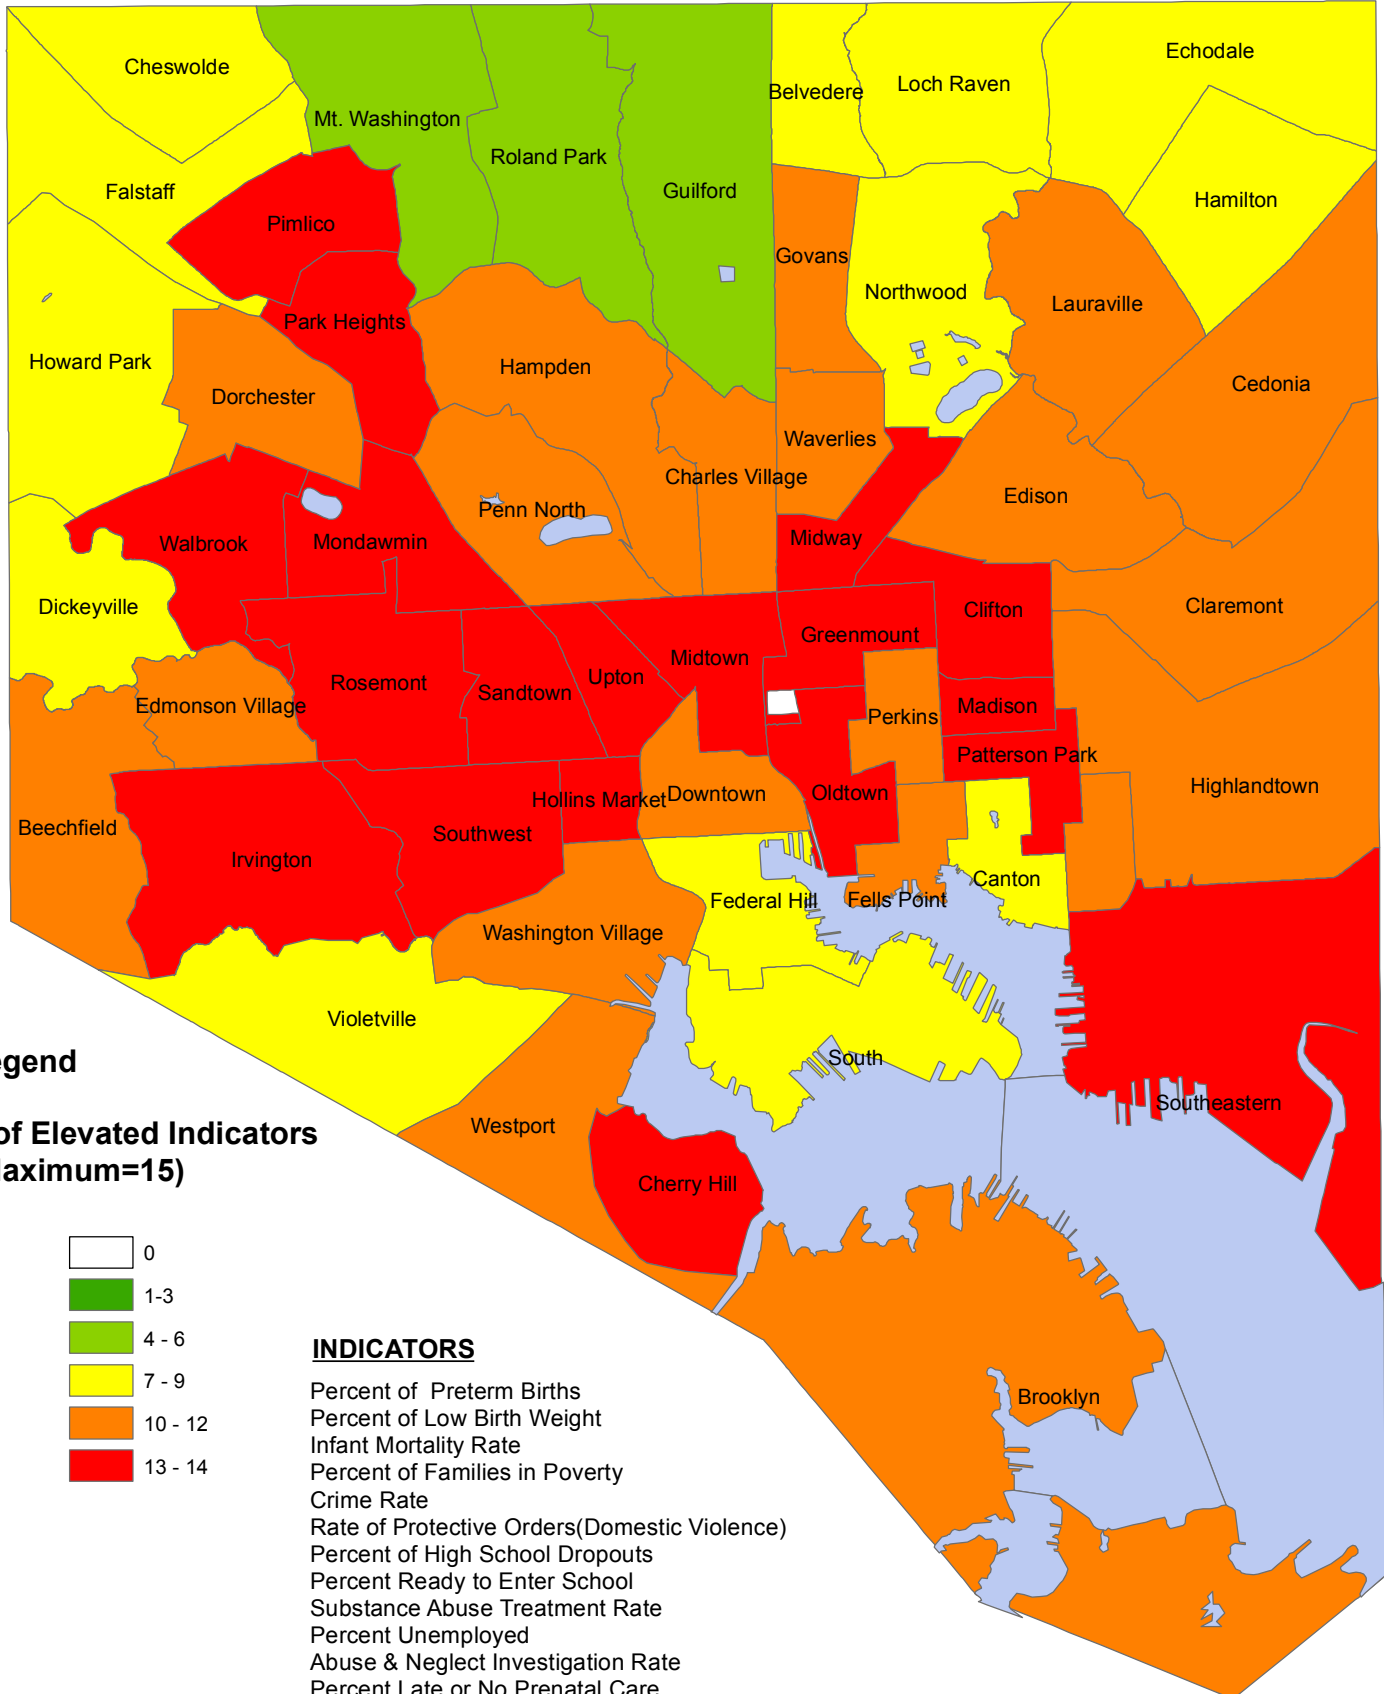 Cheswolde
Echodale
Belvedere
Loch Raven
Mt. Washington
Roland Park
Guilford
Falstaff
Hamilton
Pimlico
Govans
Northwood
Lauraville
Park Heights
Howard Park
Hampden
Dorchester
Cedonia
Waverlies
Charles Village
Edison
Penn North
Walbrook
Mondawmin
Midway
Dickeyville
Clifton
Claremont
Greenmount
Midtown
Upton
Rosemont
Sandtown
Edmonson Village
Perkins
Madison
Patterson Park
Highlandtown
Hollins Market
Downtown
Oldtown
Beechfield
Southwest
Irvington
Canton
Federal Hill
Fells Point
Washington Village
Violetville
South
Southeastern
Westport
Cherry Hill
Brooklyn
egend
of Elevated Indicators
Maximum=15)
0
1-3
4 - 6
7 - 9
10 - 12
13 - 14
INDICATORS
Percent of Preterm Births
Percent of Low Birth Weight
Infant Mortality Rate
Percent of Families in Poverty
Crime Rate
Rate of Protective Orders(Domestic Violence)
Percent of High School Dropouts
Percent Ready to Enter School
Substance Abuse Treatment Rate
Percent Unemployed
Abuse & Neglect Investigation Rate
Percent Late or No Prenatal Care